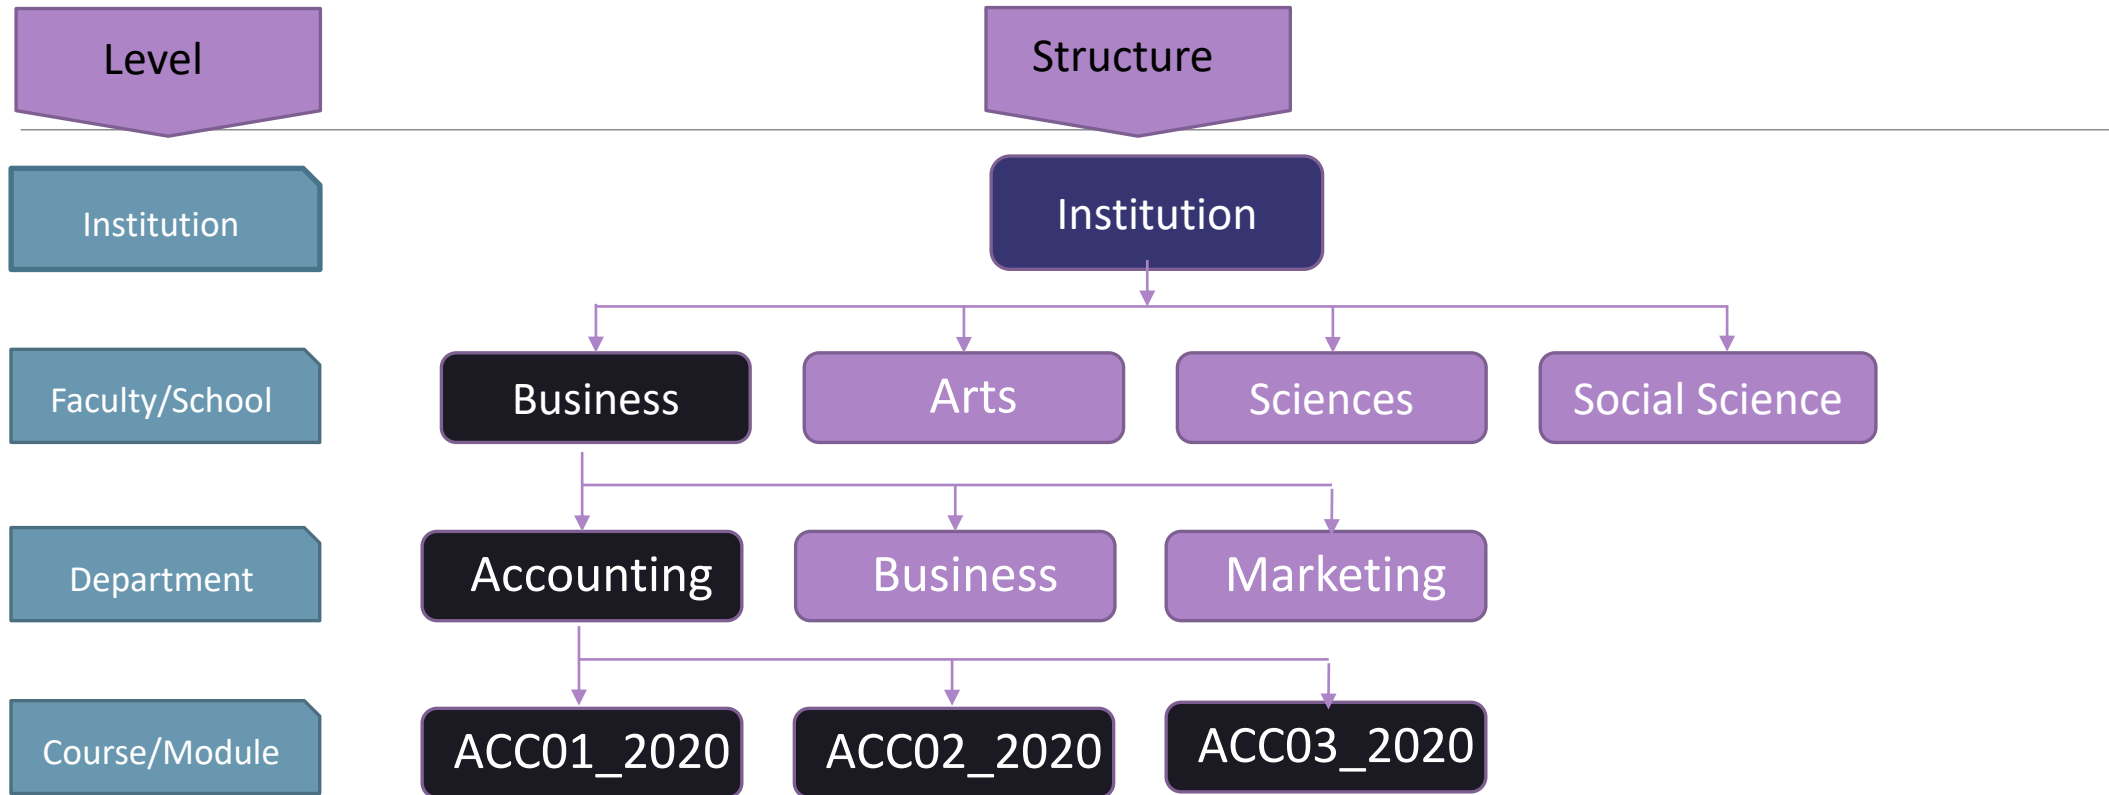 Level
Structure
Institution
Institution
Faculty/School
Business
Arts
Sciences
Social Science
Department
Accounting
Business
Marketing
Course/Module
ACC01_2020
ACC02_2020
ACC03_2020